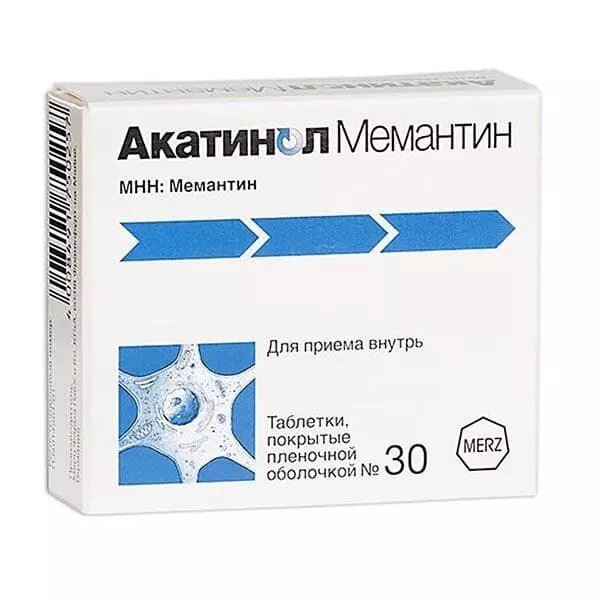 Акатинол Мемантин
МНН: Мемантин
Для приема внутрь
Таблетки,
покрытые
пленочной
оболочкой № 30
MERZ